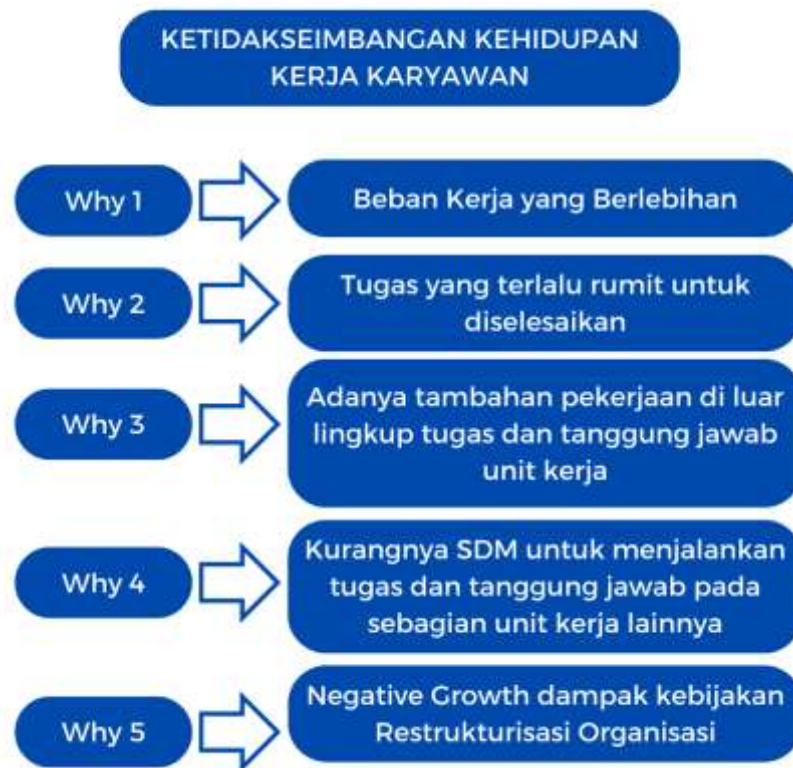 KETIDAKSEIMBANGAN KEHIDUPAN
KERJA KARYAWAN
Why 1
Beban Kerja yang Berlebihan
Why 2
Tugas yang terlalu rumit untuk
diselesaikan
Why 3
Adanya tambahan pekerjaan di luar
lingkup tugas dan tanggung jawab
unit kerja
Why 4
Kurangnya SDM untuk menjalankan
tugas dan tanggung jawab pada
sebagian unit kerja lainnya
Why 5
Negative Growth dampak kebijakan
Restrukturisasi Organisasi